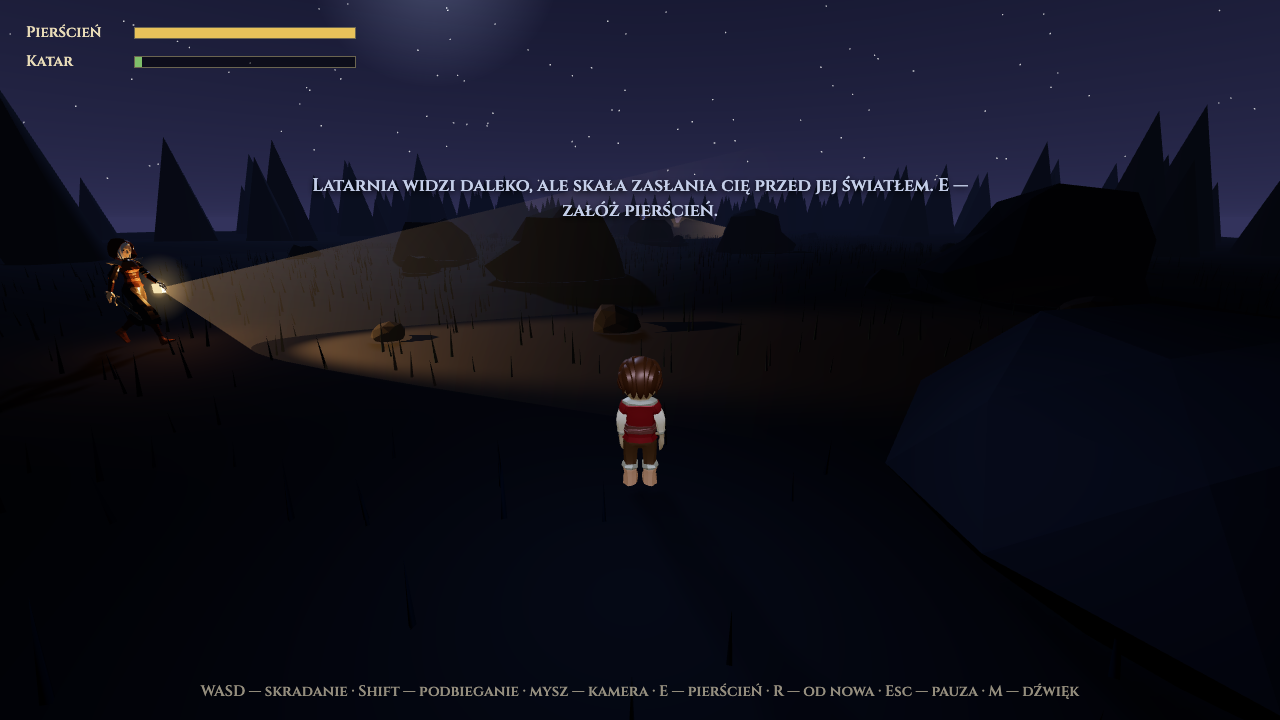 Pierścień
Katar
Latarnia widzi daleko, ale skała zasłania cię przed jej światłem. E —
załóż pierścień.
WASD — skradanie · Shift — podbieganie · mysz — kamera · E — pierścień · R — od nowa · Esc — pauza · M — dźwięk